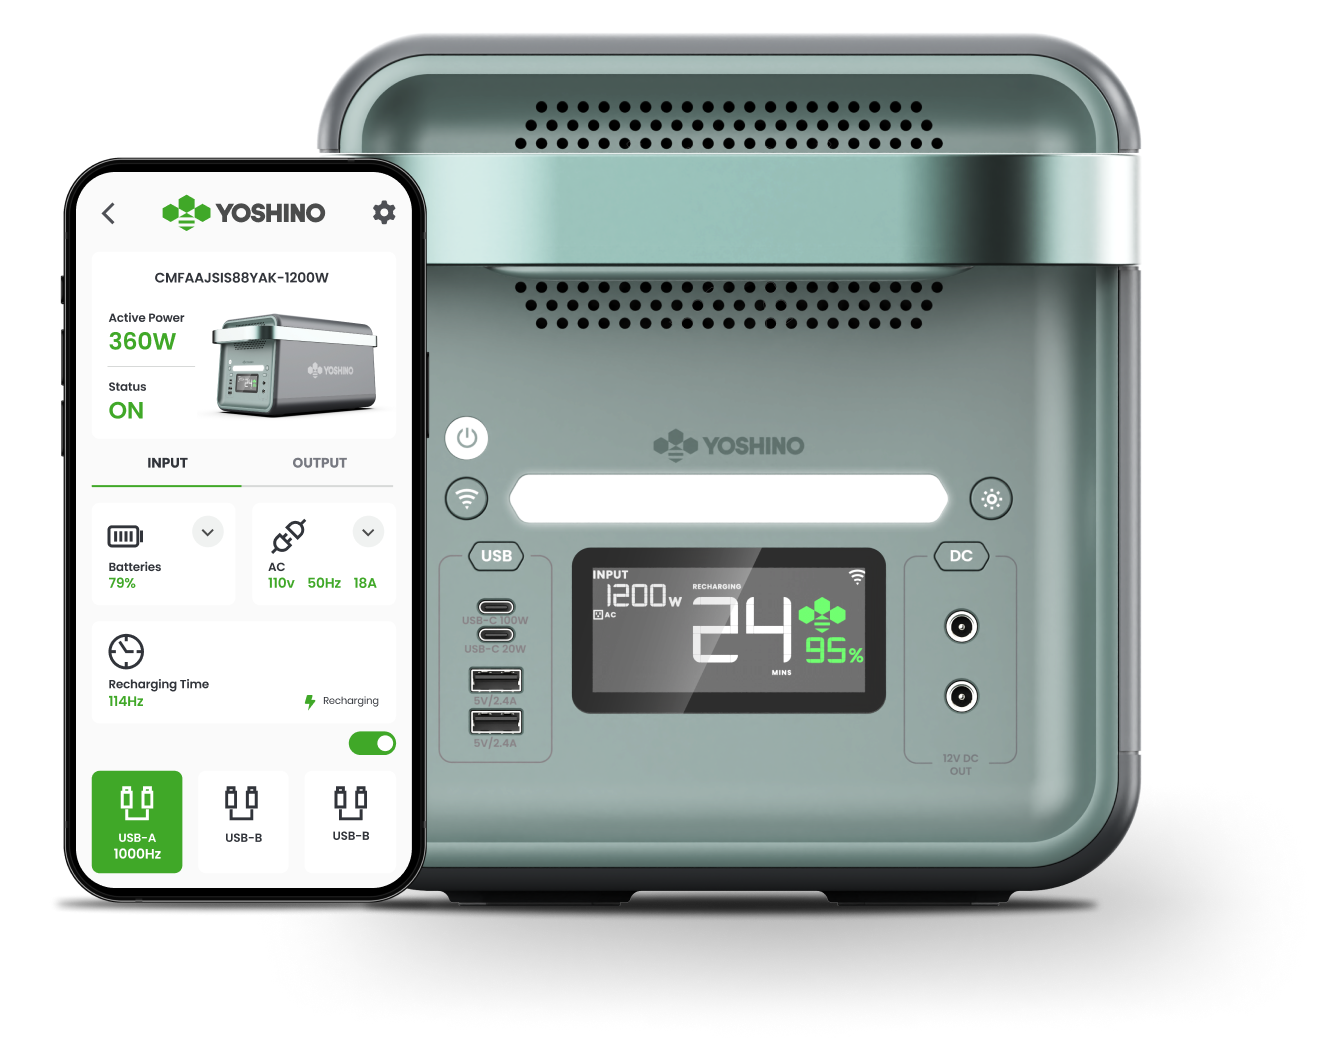 YOSHINO
CMFAAJSIS88YAK-1200W
Active Power
360W
Status
ON
YOSHINO
24
INPUT
OUTPUT
Batteries
79%
AC
110v 50Hz 18A
Recharging Time
114Hz
Recharging
USB-A
1000Hz
USB-B
USB-B
YOSHINO
USB
USB-C 100W
USB-C 20W
5V/2.4A
5V/2.4A
INPUT
1200W
AC
RECHARGING
24
MINS
95%
DC
12V DC
OUT